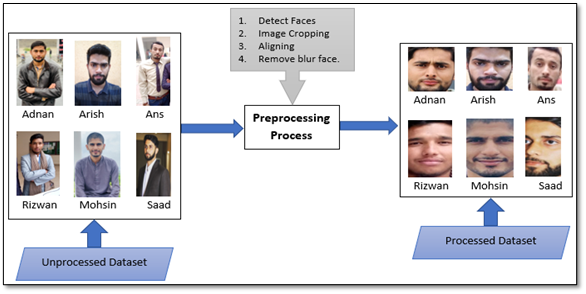 1. Detect Faces
2. Image Cropping
3. Aligning
4. Remove blur face.
Adnan Arish Ans
Rizwan Mohsin Saad
Preprocessing
Process
Adnan Arish Ans
Rizwan Mohsin Saad
Unprocessed Dataset
Processed Dataset